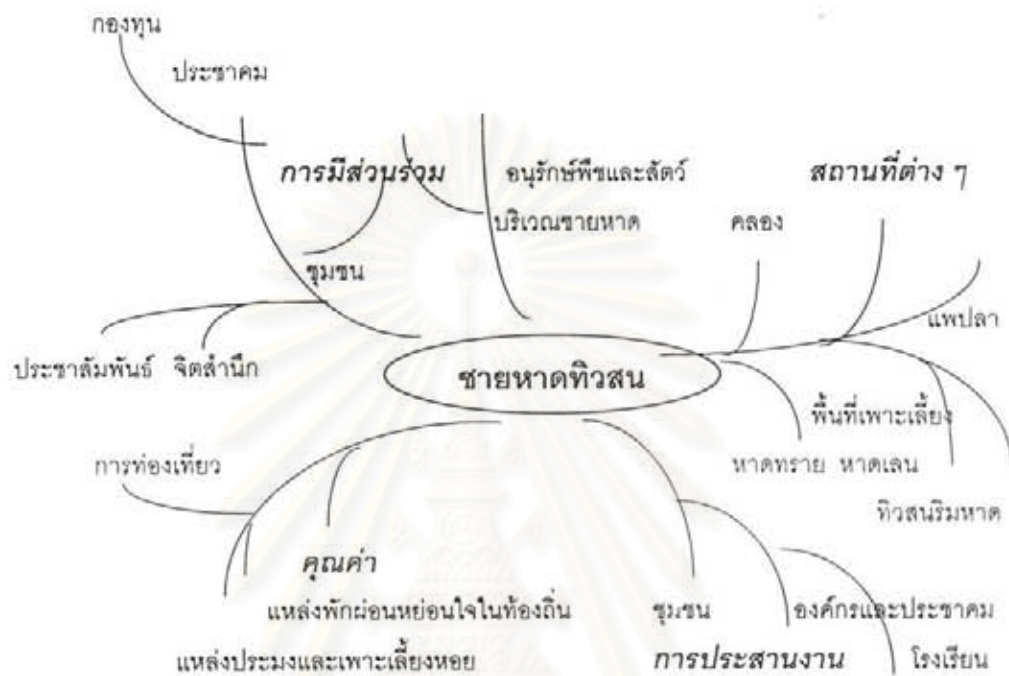 กองทุน
ประชาคม
การมีส่วนร่วม
อนุรักษ์พืชและสัตว์
สถานที่ต่าง ๆ
บริเวณชายหาด
คลอง
ชุมชน
แพปลา
ประชาสัมพันธ์ จิตสำนึก
ชายหาดทิวสน
พื้นที่เพาะเลี้ยง
การท่องเที่ยว
หาดทราย หาดเลน
ทิวสนริมหาด
คุณค่า
แหล่งพักผ่อนหย่อนใจในท้องถิ่น
ชุมชน
องค์กรและประชาคม
แหล่งประมงและเพาะเลี้ยงหอย
การประสานงาน
โรงเรียน